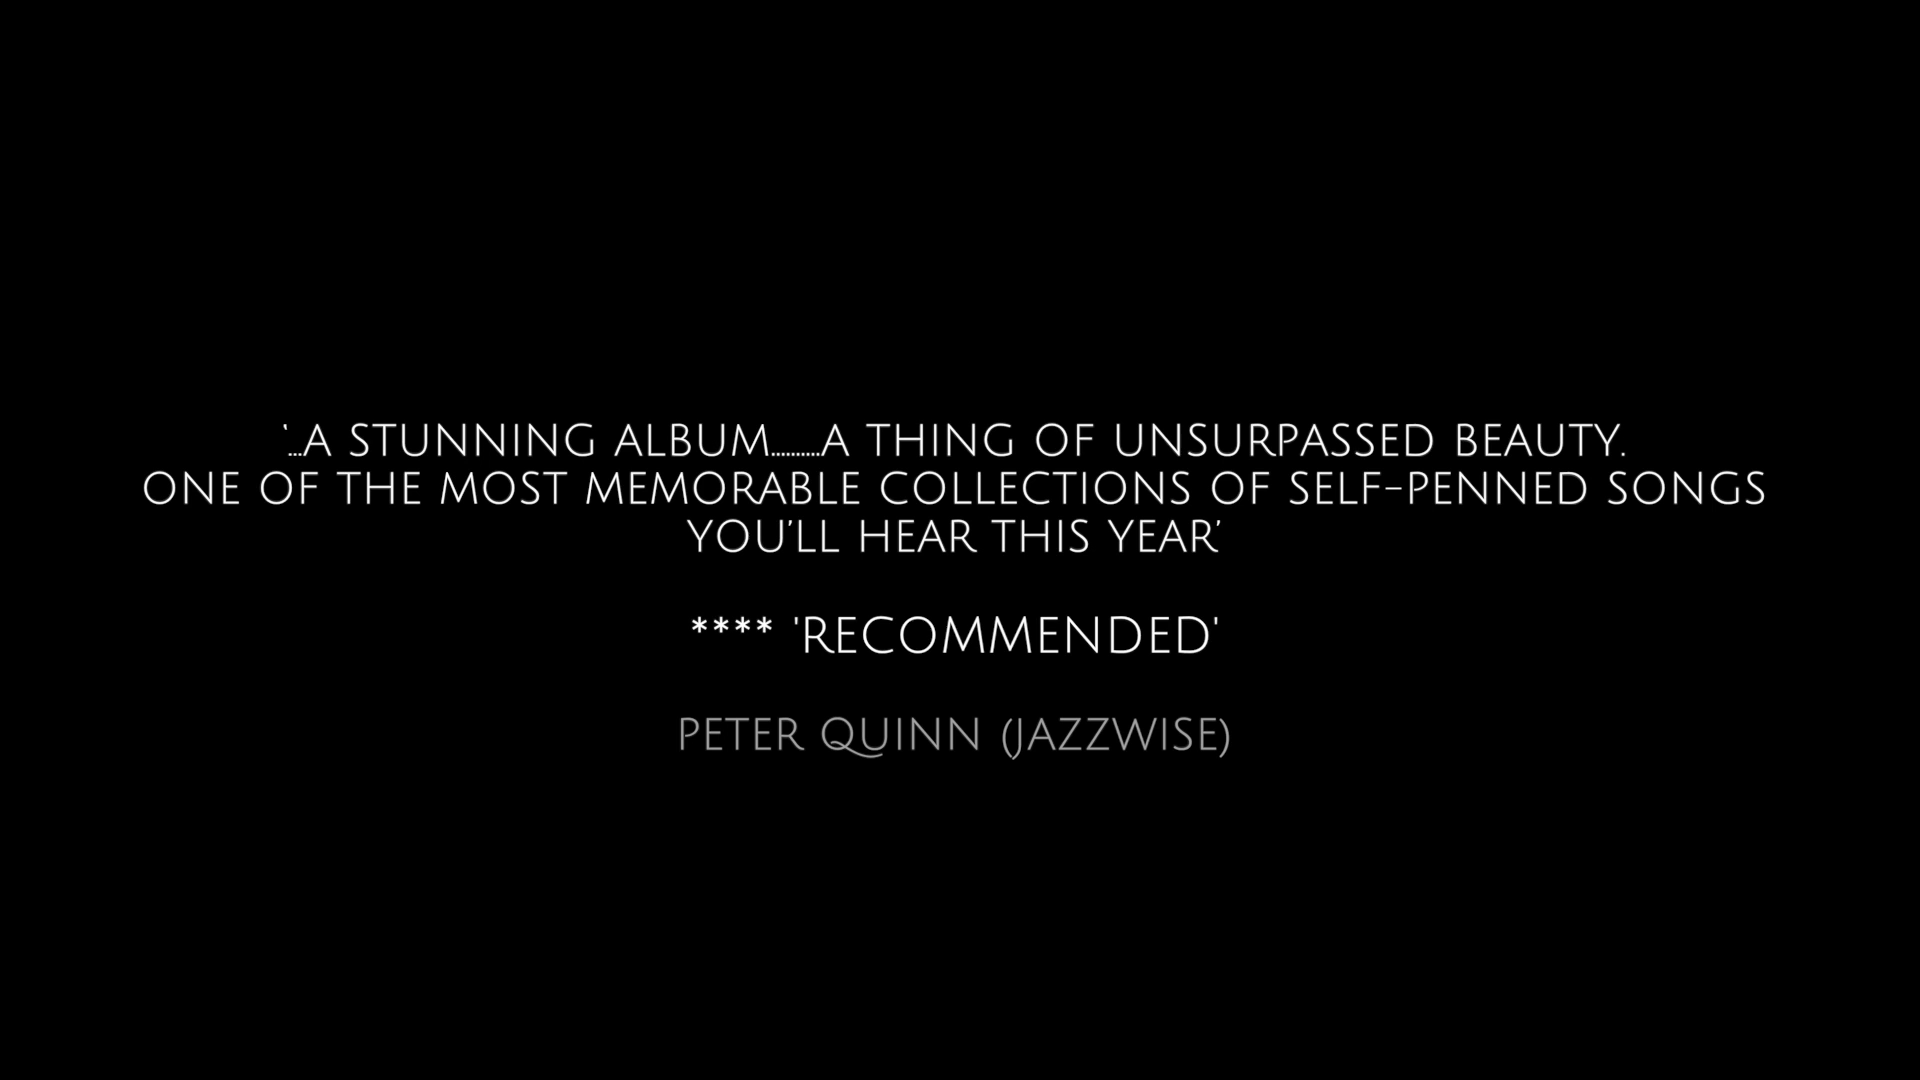 ‘...A STUNNING ALBUM..........A THING OF UNSURPASSED BEAUTY.
ONE OF THE MOST MEMORABLE COLLECTIONS OF SELF-PENNED SONGS
YOU’LL HEAR THIS YEAR’
**** 'RECOMMENDED'
PETER QUINN (JAZZWISE)